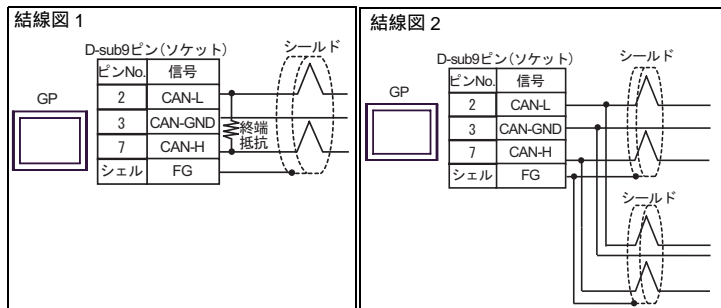 結線図 1
D-sub9ピン(ソケット)
シールド
ピンNo. 信号
GP
2 CAN-L
3 CAN-GND
7 CAN-H
シェル FG
終端
抵抗
結線図 2
D-sub9ピン(ソケット)
シールド
ピンNo. 信号
GP
2 CAN-L
3 CAN-GND
7 CAN-H
シェル FG
シールド